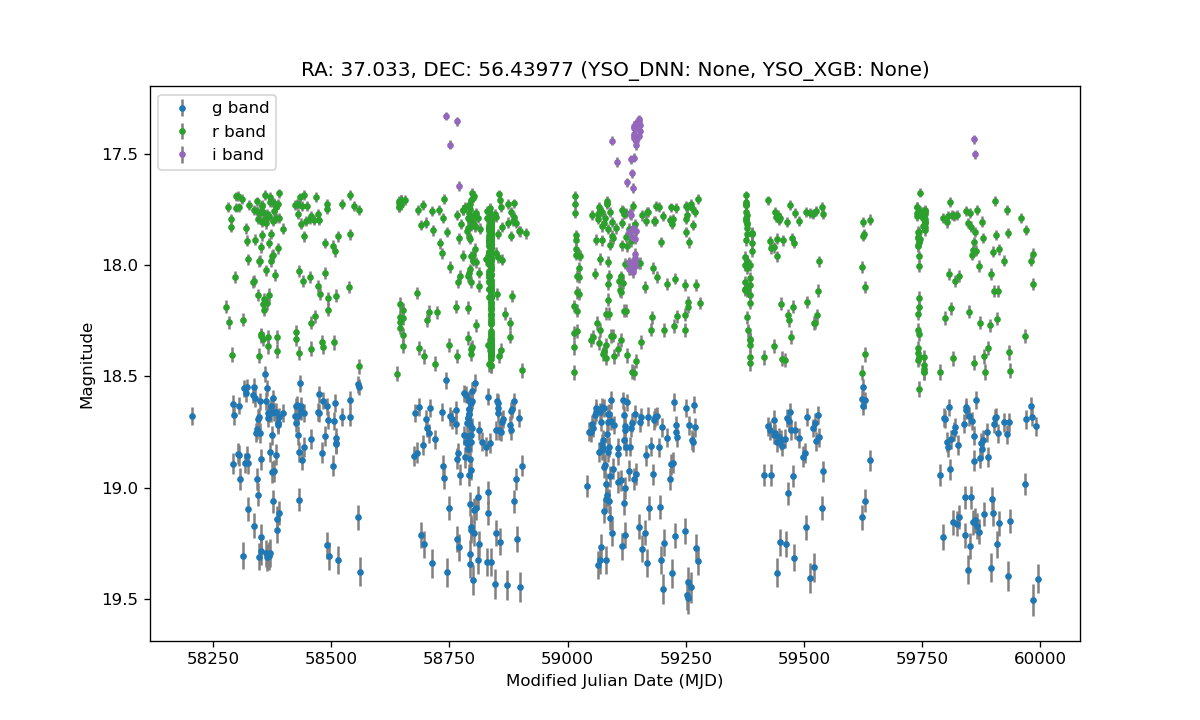 RA: 37.033, DEC: 56.43977 (YSO_DNN: None, YSO_XGB: None)
g band
r band
i band
17.5
18.0
18.5
19.0
19.5
Magnitude
58250 58500 58750 59000 59250 59500 59750 60000
Modified Julian Date (MJD)